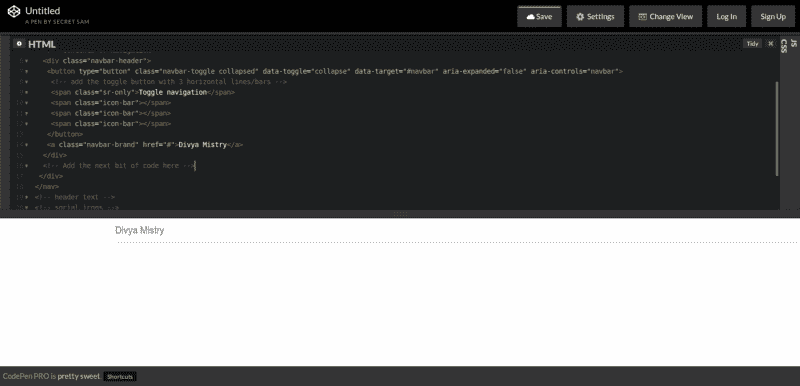 Untitled
A PEN BY SECRET SAM
Save
Settings
Change View
Log In
Sign Up
HTML
Tidy
CSS
JS
<div class="navbar-header">
<button type="button" class="navbar-toggle collapsed" data-toggle="collapse" data-target="#navbar" aria-expanded="false" aria-controls="navbar">
<!-- add the toggle button with 3 horizontal lines/bars -->
<span class="sr-only">Toggle navigation</span>
<span class="icon-bar"></span>
<span class="icon-bar"></span>
<span class="icon-bar"></span>
</button>
<a class="navbar-brand" href="#">Divya Mistry</a>
</div>
<!-- Add the next bit of code here -->
</div>
</nav>
<!-- header text -->
<!-- social icons -->
Divya Mistry
CodePen PRO is pretty sweet. Shortcuts